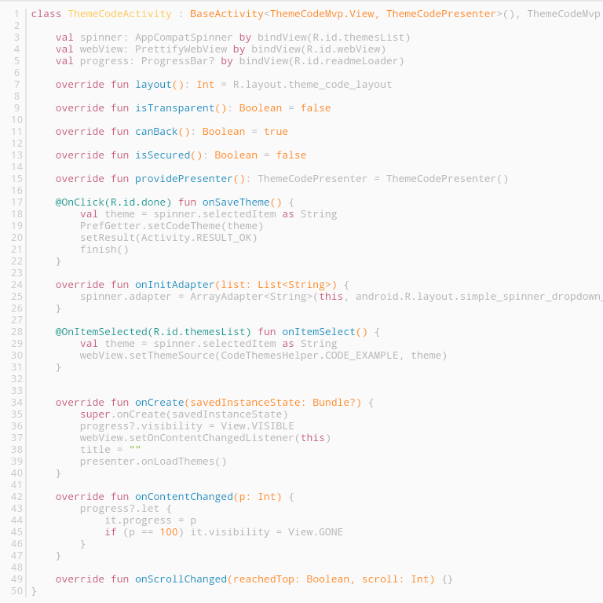 1 class ThemeCodeActivity : BaseActivity<ThemeCodeMvp.View, ThemeCodePresenter>(), ThemeCodeMvp
2
3 val spinner: AppCompatSpinner by bindView(R.id.themesList)
4 val webView: PrettifyWebView by bindView(R.id.webView)
5 val progress: ProgressBar? by bindView(R.id.readmeLoader)
6
7 override fun layout(): Int = R.layout.theme_code_layout
8
9 override fun isTransparent(): Boolean = false
10
11 override fun canBack(): Boolean = true
12
13 override fun isSecured(): Boolean = false
14
15 override fun providePresenter(): ThemeCodePresenter = ThemeCodePresenter()
16
17 @OnClick(R.id.done) fun onSaveTheme() {
18 val theme = spinner.selectedItem as String
19 PrefGetter.setCodeTheme(theme)
20 setResult(Activity.RESULT_OK)
21 finish()
22 }
23
24 override fun onInitAdapter(list: List<String>) {
25 spinner.adapter = ArrayAdapter<String>(this, android.R.layout.simple_spinner_dropdown_
26 }
27
28 @OnItemSelected(R.id.themesList) fun onItemSelect() {
29 val theme = spinner.selectedItem as String
30 webView.setThemeSource(CodeThemesHelper.CODE_EXAMPLE, theme)
31 }
32
33
34 override fun onCreate(savedInstanceState: Bundle?) {
35 super.onCreate(savedInstanceState)
36 progress?.visibility = View.VISIBLE
37 webView.setOnContentChangedListener(this)
38 title = ""
39 presenter.onLoadThemes()
40 }
41
42 override fun onContentChanged(p: Int) {
43 progress?.let {
44 it.progress = p
45 if (p == 100) it.visibility = View.GONE
46 }
47 }
48
49 override fun onScrollChanged(reachedTop: Boolean, scroll: Int) {}
50 }